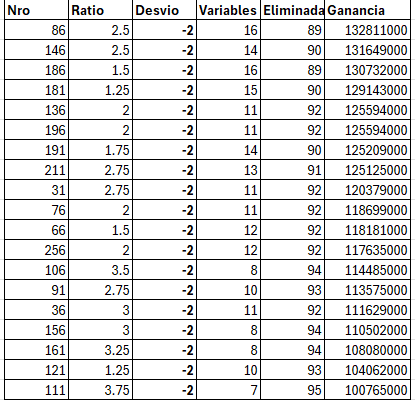 Nro Ratio Desvio Variables Eliminada Ganancia
86 2.5 -2 16 89 132811000
146 2.5 -2 14 90 131649000
186 1.5 -2 16 89 130732000
181 1.25 -2 15 90 129143000
136 2 -2 11 92 125594000
196 2 -2 11 92 125594000
191 1.75 -2 14 90 125209000
211 2.75 -2 13 91 125125000
31 2.75 -2 11 92 120379000
76 2 -2 11 92 118699000
66 1.5 -2 12 92 118181000
256 2 -2 12 92 117635000
106 3.5 -2 8 94 114485000
91 2.75 -2 10 93 113575000
36 3 -2 11 92 111629000
156 3 -2 8 94 110502000
161 3.25 -2 8 94 108080000
121 1.25 -2 10 93 104062000
111 3.75 -2 7 95 100765000